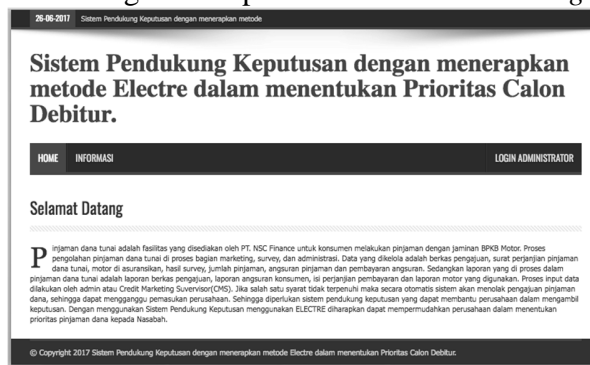 26-06-2017 Sistem Pendukung Keputusan dengan menerapkan metode
Sistem Pendukung Keputusan dengan menerapkan
metode Electre dalam menentukan Prioritas Calon
Debitur.
HOME INFORMASI LOGIN ADMINISTRATOR
Selamat Datang
Pinjaman dana tunai adalah fasilitas yang disediakan oleh PT. NSC Finance untuk konsumen melakukan pinjaman dengan jaminan BPKB Motor. Proses
pengolahan pinjaman dana tunai di proses bagian marketing, survey, dan administrasi. Data yang dikelola adalah berkas pengajuan, surat perjanjian pinjaman
dana tunai, motor di asuransikan, hasil survey, jumlah pinjaman, angsuran pinjaman dan pembayaran angsuran. Sedangkan laporan yang di proses dalam
pinjaman dana tunai adalah laporan berkas pengajuan, laporan angsuran konsumen, isi perjanjian pembayaran dan laporan motor yang digunakan. Proses input data
dilakukan oleh admin atau Credit Marketing Suvervisor(CMS). Jika salah satu syarat tidak terpenuhi maka secara otomatis sistem akan menolak pengajuan pinjaman
dana, sehingga dapat mengganggu pemasukan perusahaan. Sehingga diperlukan sistem pendukung keputusan yang dapat membantu perusahaan dalam mengambil
keputusan. Dengan menggunakan Sistem Pendukung Keputusan menggunakan ELECTRE diharapkan dapat mempermudahkan perusahaan dalam menentukan
prioritas pinjaman dana kepada Nasabah.
© Copyright 2017 Sistem Pendukung Keputusan dengan menerapkan metode Electre dalam menentukan Prioritas Calon Debitur.